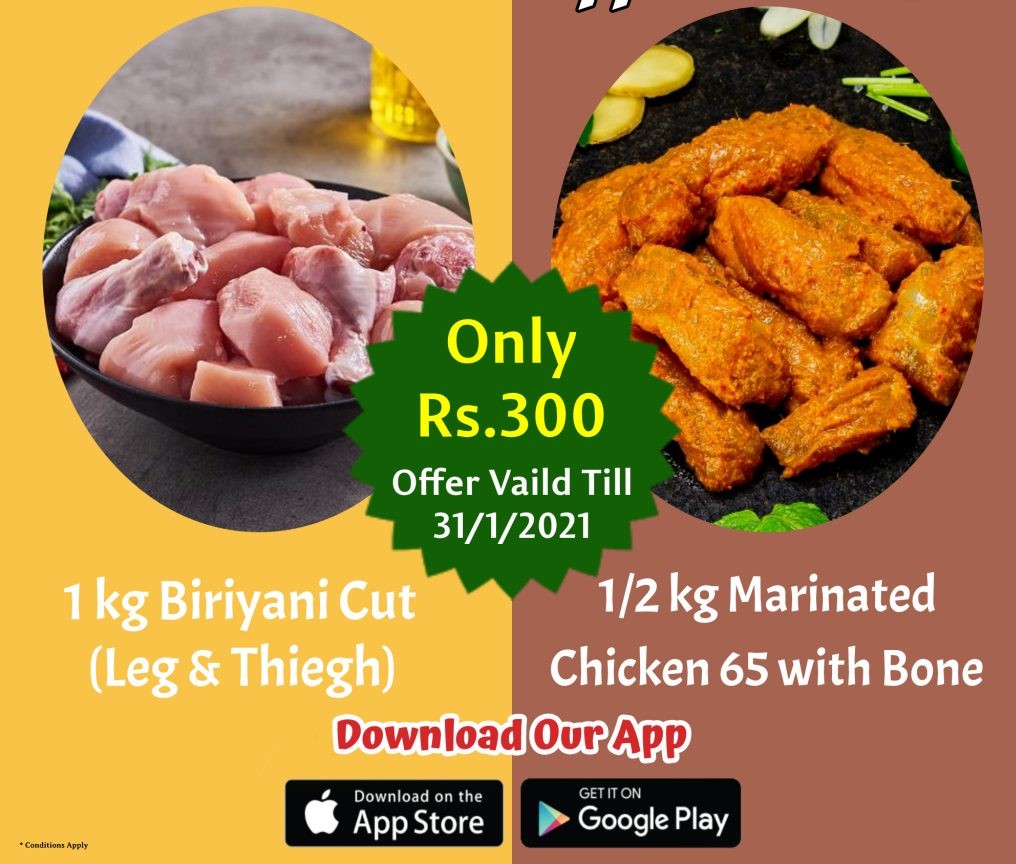 Only
Rs.300
Offer Vaild Till
31/1/2021
1 kg Biriyani Cut
(Leg & Thiegh)
1/2 kg Marinated
Chicken 65 with Bone
Download Our App
Download on the
App Store
GET IT ON
Google Play
* Conditions Apply